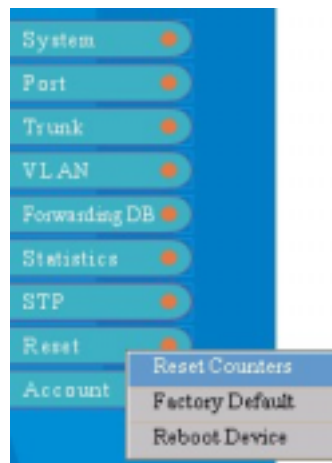 System
Port
Trunk
VLAN
Forwarding DB
Statistics
STP
Reset
Reset Counters
Account
Factory Default
Reboot Device